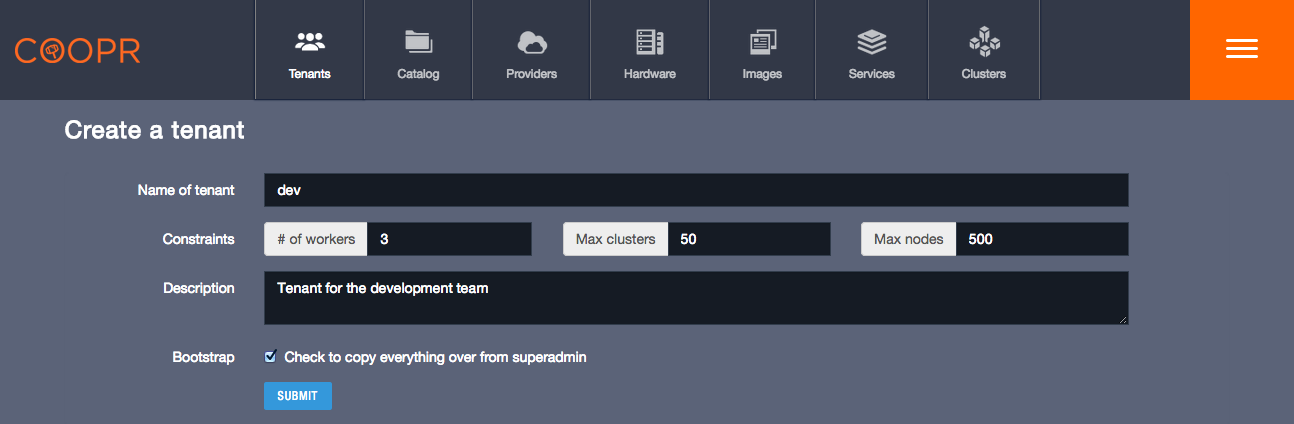 COOPR
Tenants Catalog Providers Hardware Images Services Clusters
Create a tenant
Name of tenant dev
Constraints # of workers 3 Max clusters 50 Max nodes 500
Description Tenant for the development team
Bootstrap Check to copy everything over from superadmin
SUBMIT